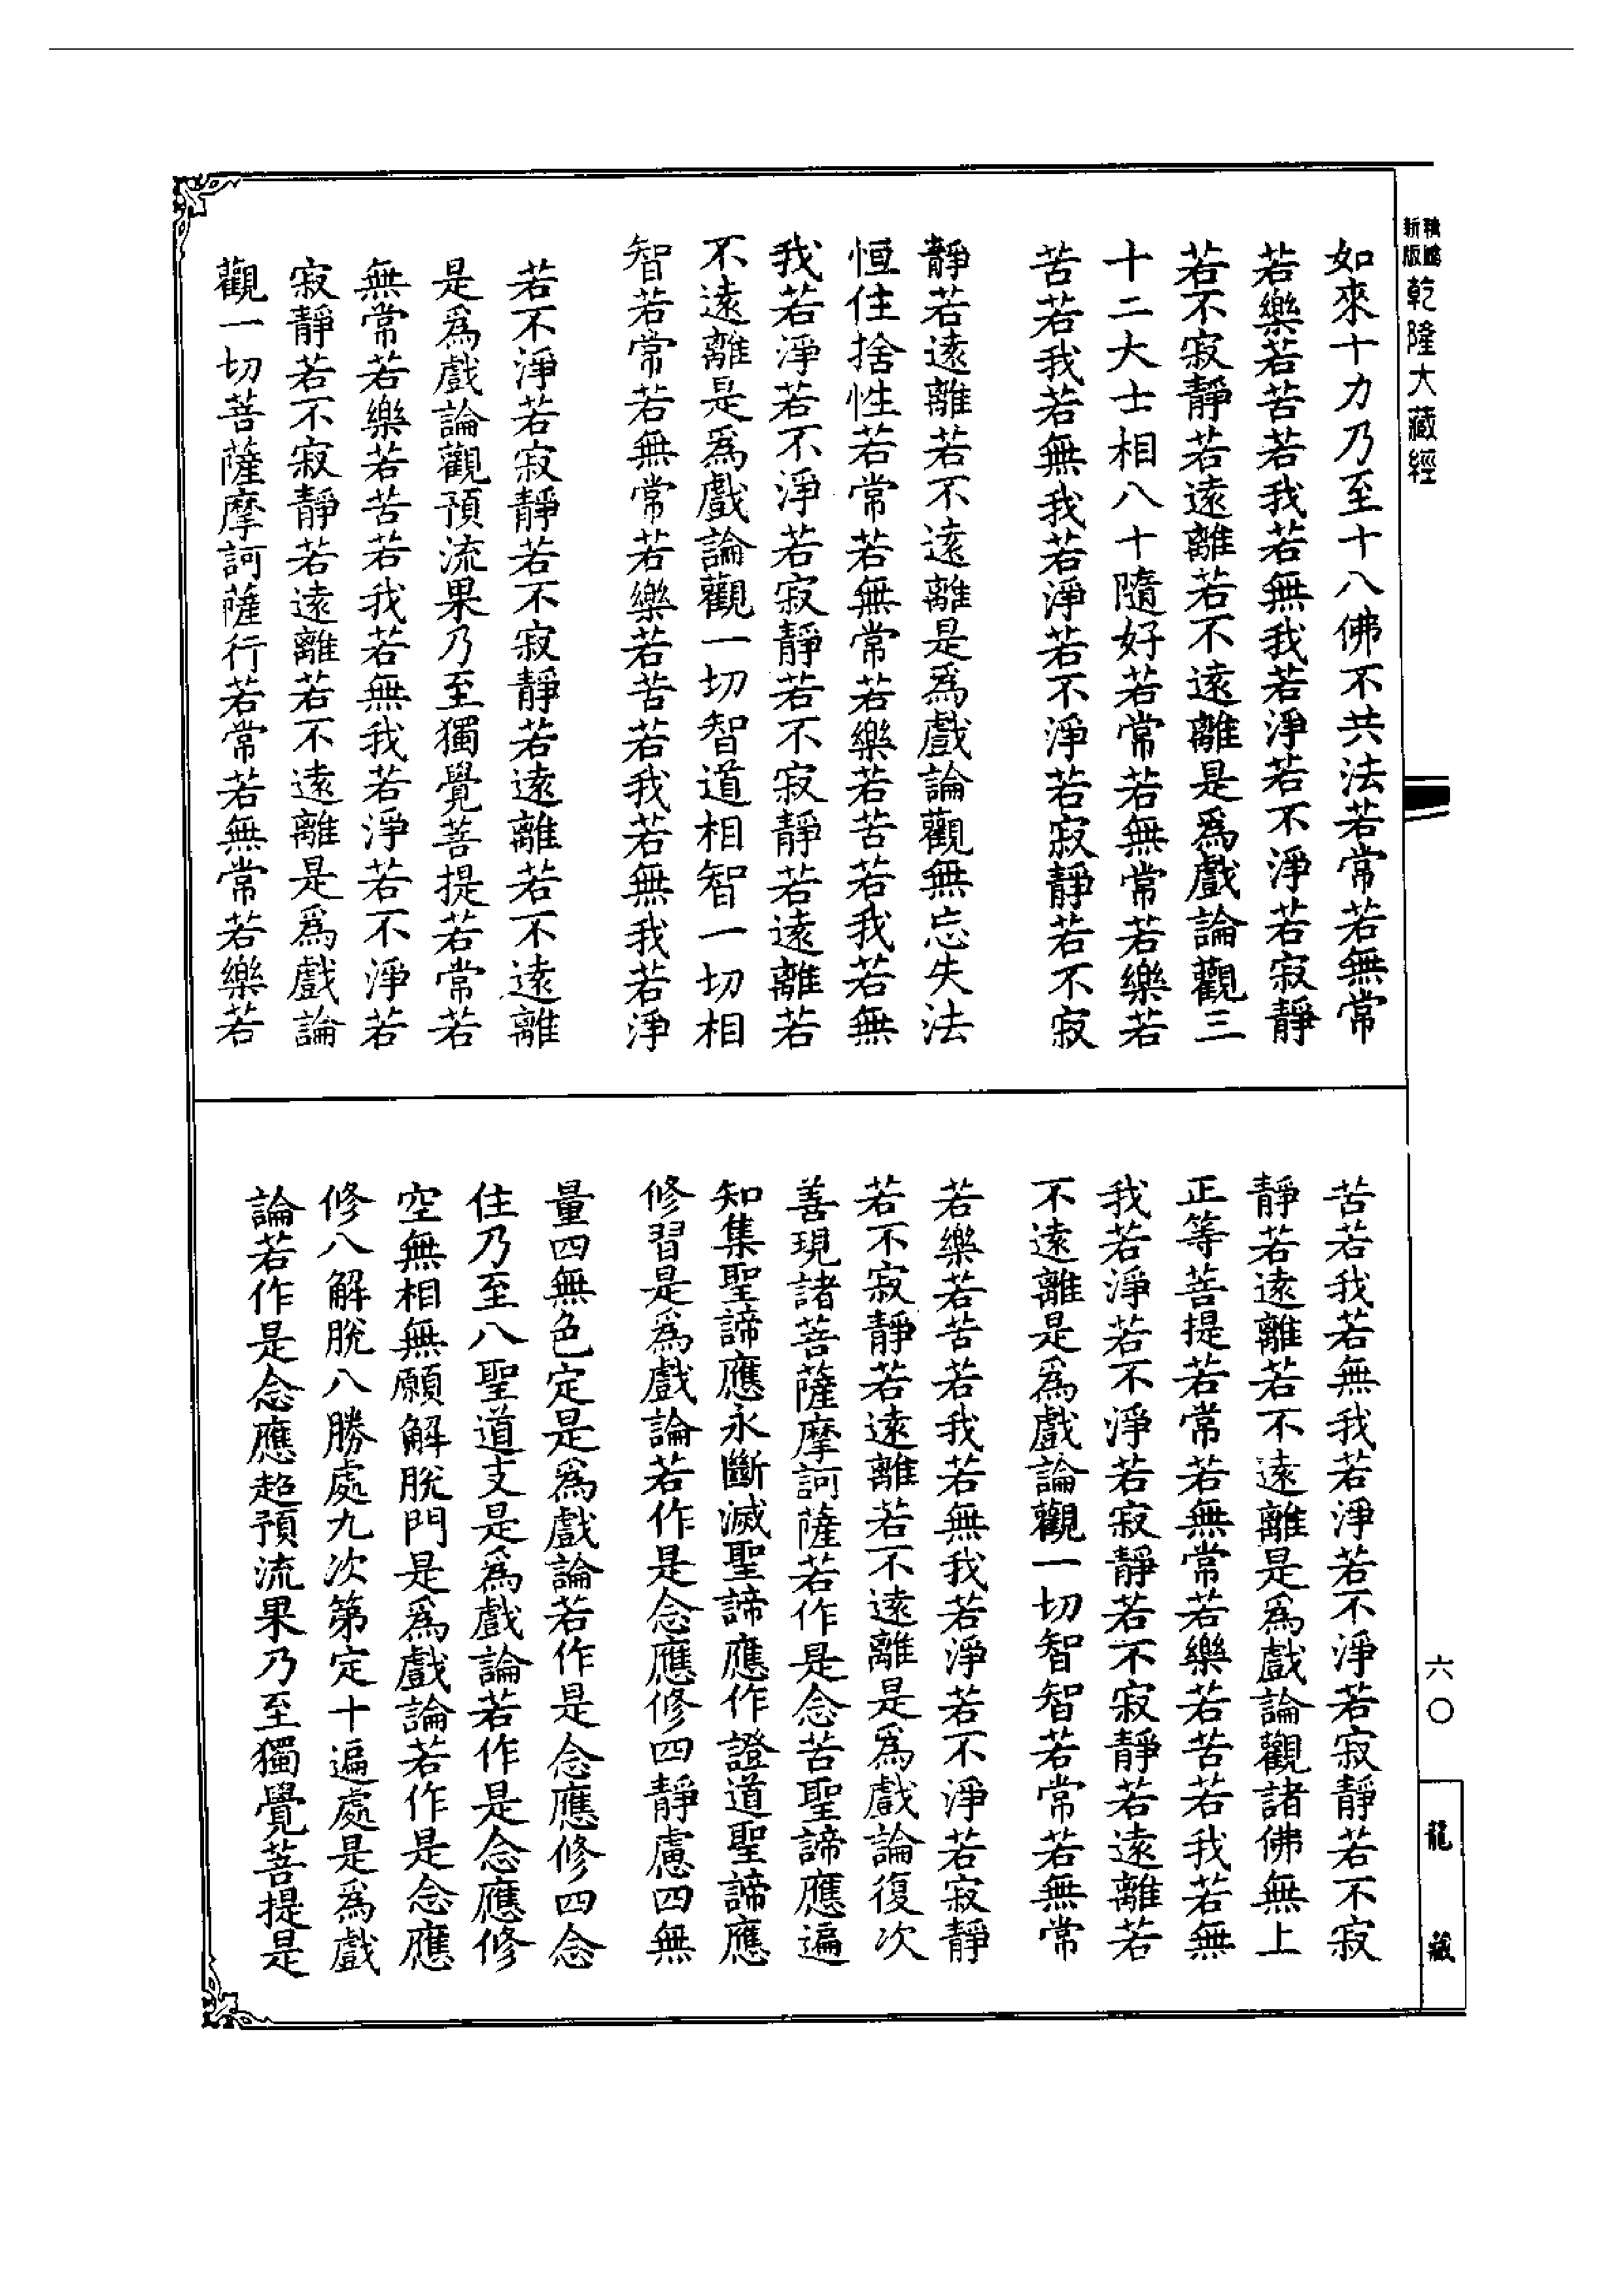 新版
乾隆大藏經
如來十力乃至十八佛不共法若常若無常
若樂若苦若我若無我若淨若不淨若寂靜
若不寂靜若遠離若不遠離是為戲論觀三
十二大士相八十隨好若常若無常若樂若
苦若我若無我若淨若不淨若寂靜若不寂
靜若遠離若不遠離是為戲論觀無忘失法
恒住捨性若常若無常若樂若苦若我若無
我若淨若不淨若寂靜若不寂靜若遠離若
不遠離是為戲論觀一切智道相智一切相
智若常若無常若樂若苦若我若無我若淨
若不淨若寂靜若不寂靜若遠離若不遠離
是為戲論觀預流果乃至獨覺菩提若常若
無常若樂若苦若我若無我若淨若不淨若
寂靜若不寂靜若遠離若不遠離是為戲論
觀一切菩薩摩訶薩行若常若無常若樂若
苦若我若無我若淨若不淨若寂靜若不寂
靜若遠離若不遠離是為戲論觀諸佛無上
正等菩提若常若無常若樂若苦若我若無
我若淨若不淨若寂靜若不寂靜若遠離若
不遠離是為戲論觀一切智智若常若無常
若樂若苦若我若無我若淨若不淨若寂靜
若不寂靜若遠離若不遠離是為戲論復次
善現諸菩薩摩訶薩若作是念苦聖諦應遍
知集聖諦應永斷滅聖諦應作證道聖諦應
修習是為戲論若作是念應修四靜慮四無
量四無色定是為戲論若作是念應修四念
住乃至八聖道支是為戲論若作是念應修
空無相無願解脫門是為戲論若作是念應
修八解脫八勝處九次第定十遍處是為戲
論若作是念應超預流果乃至獨覺菩提是
六〇
龍藏